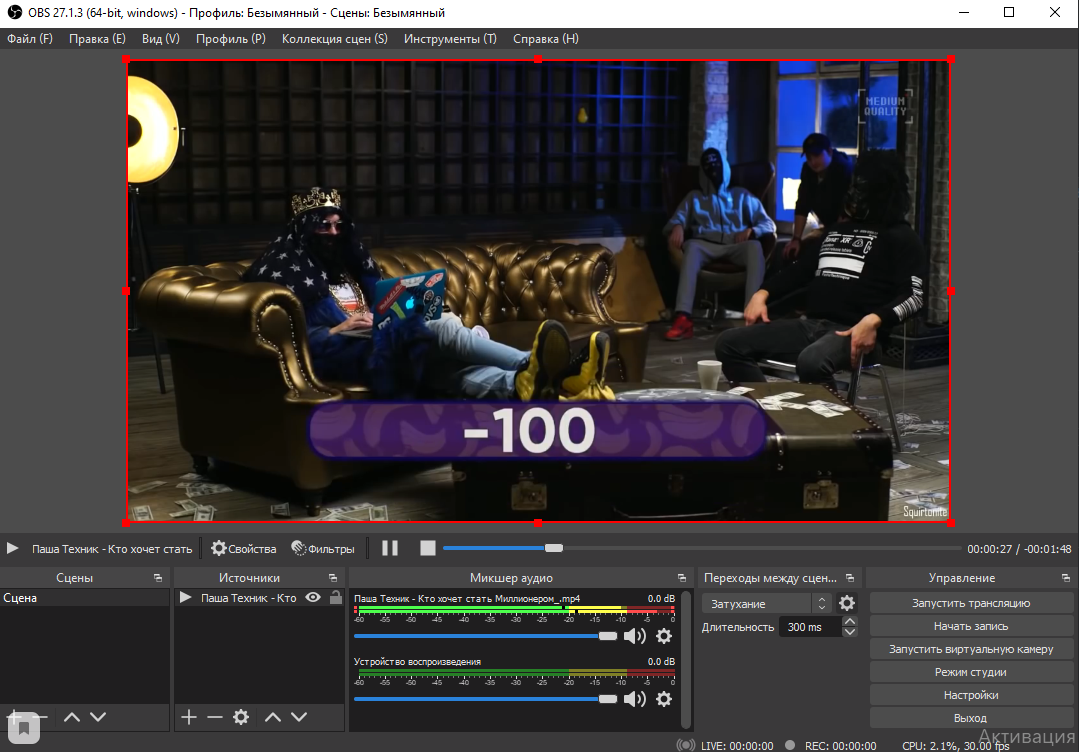 OBS 27.1.3 (64-bit, windows) - Профиль: Безымянный - Сцены: Безымянный
Файл (F) Правка (E) Вид (V) Профиль (P) Коллекция сцен (S) Инструменты (T) Справка (H)
MEDIUM
QUALITY
-100
Squirtonite
Паша Техник - Кто хочет стать Свойства Фильтры 00:00:27 / -00:01:48
Сцены Источники Микшер аудио Переходы между сцен... Управление
Сцена
Паша Техник - Кто
Паша Техник - Кто хочет стать Миллионером_.mp4 0.0 dB
-60 -55 -50 -45 -40 -35 -30 -25 -20 -15 -10 -5 0
Устройство воспроизведения 0.0 dB
-60 -55 -50 -45 -40 -35 -30 -25 -20 -15 -10 -5 0
Затухание
Длительность 300 ms
Запустить трансляцию
Начать запись
Запустить виртуальную камеру
Режим студии
Настройки
Выход
Активация
LIVE: 00:00:00 REC: 00:00:00 CPU: 2.1%, 30.00 fps